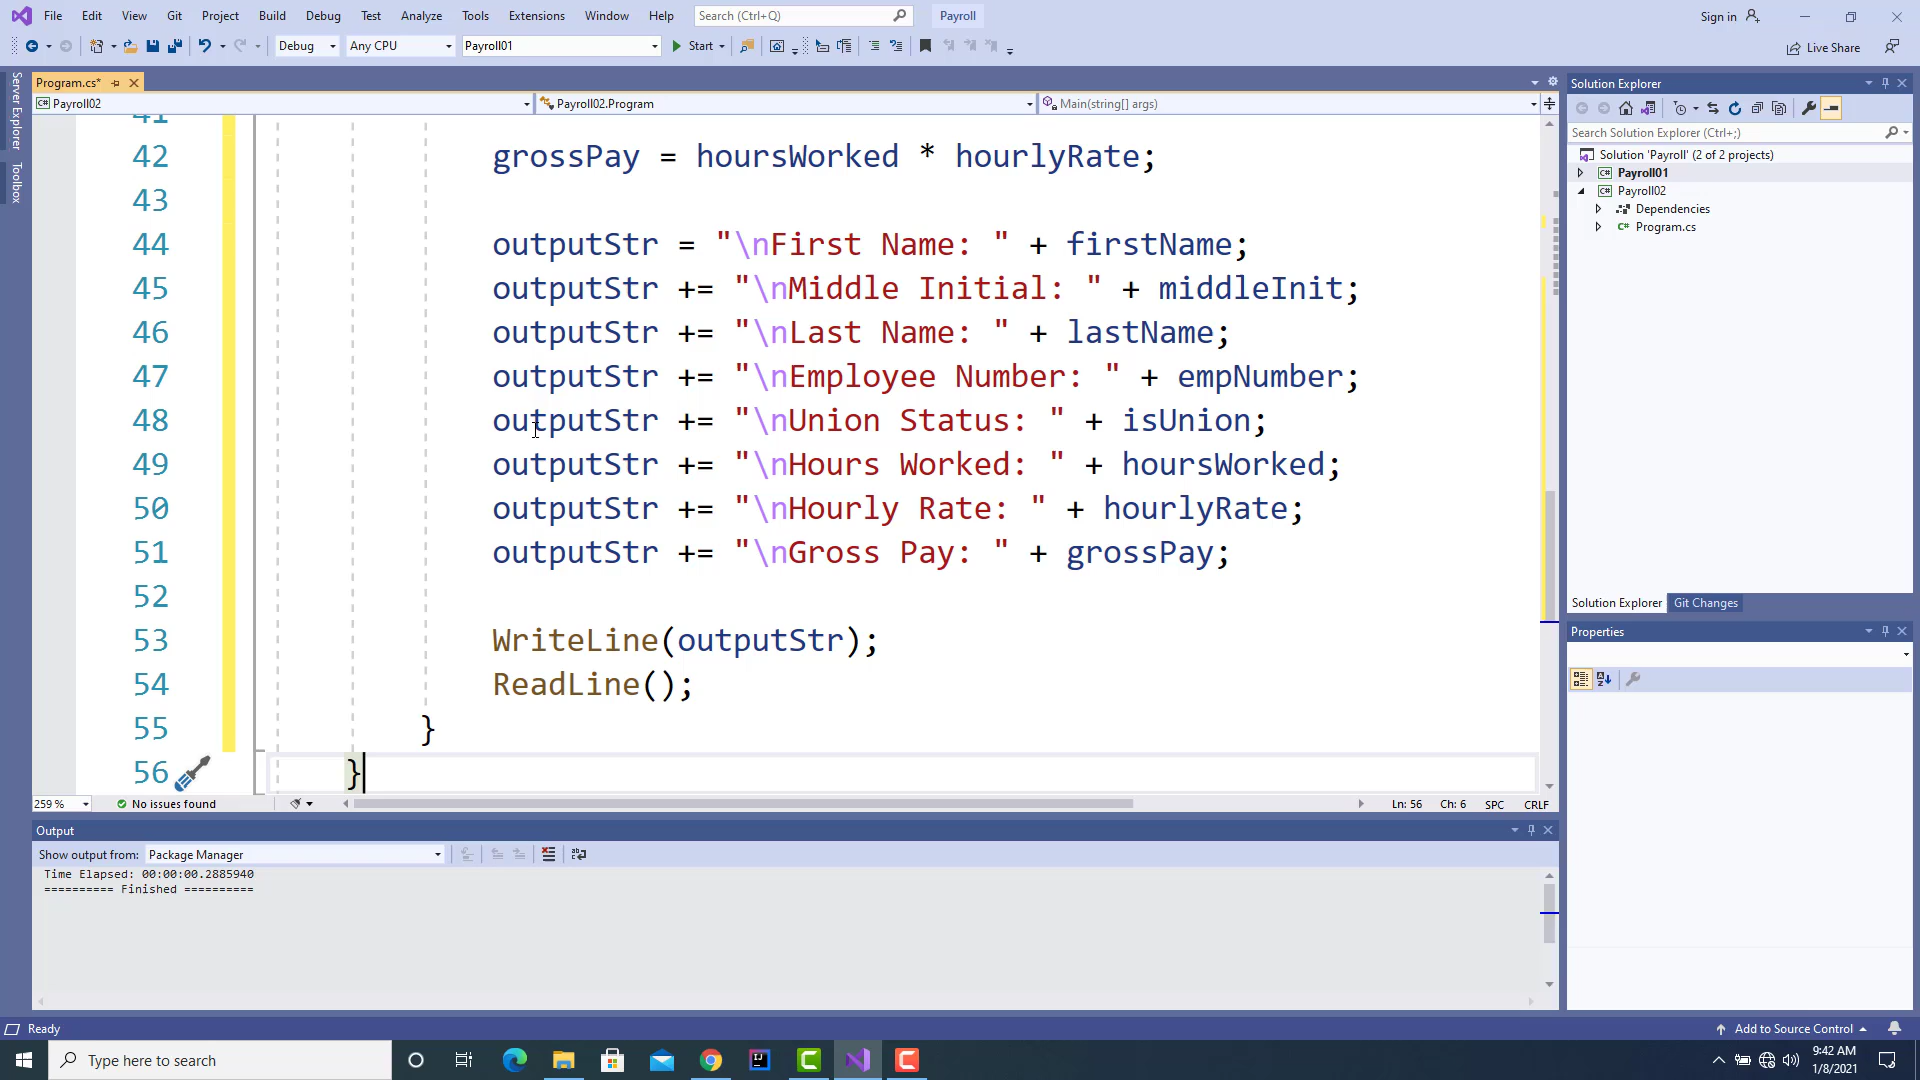 File Edit View Git Project Build Debug Test Analyze Tools Extensions Window Help Search (Ctrl+Q) Payroll Sign in
Debug Any CPU Payroll01 Start Live Share
Server Explorer
Toolbox
Program.cs*
Payroll02 Payroll02.Program Main(string[] args)
41
42 grossPay = hoursWorked * hourlyRate;
43
44 outputStr = "\nFirst Name: " + firstName;
45 outputStr += "\nMiddle Initial: " + middleInit;
46 outputStr += "\nLast Name: " + lastName;
47 outputStr += "\nEmployee Number: " + empNumber;
48 outputStr += "\nUnion Status: " + isUnion;
49 outputStr += "\nHours Worked: " + hoursWorked;
50 outputStr += "\nHourly Rate: " + hourlyRate;
51 outputStr += "\nGross Pay: " + grossPay;
52
53 WriteLine(outputStr);
54 ReadLine();
55 }
56 }
259 % No issues found Ln: 56 Ch: 6 SPC CRLF
Output
Show output from: Package Manager
Time Elapsed: 00:00:00.2885940
========== Finished ==========
Solution Explorer
Search Solution Explorer (Ctrl+;)
Solution 'Payroll' (2 of 2 projects)
C# Payroll01
C# Payroll02
Dependencies
C# Program.cs
Solution Explorer Git Changes
Properties
Ready Add to Source Control
Type here to search
9:42 AM
1/8/2021